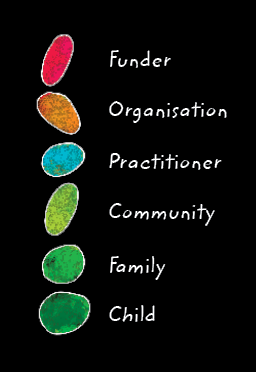 Funder
Organisation
Practitioner
Community
Family
Child